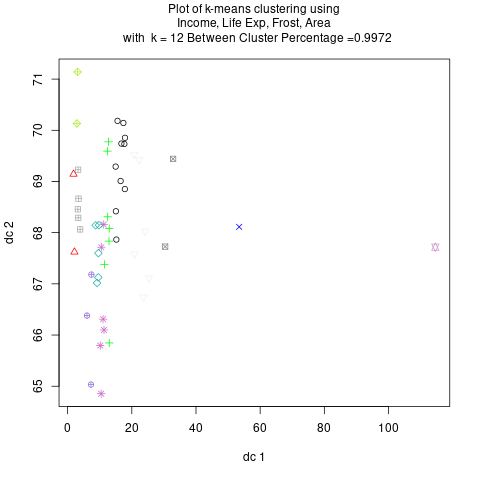 Plot of k-means clustering using
Income, Life Exp, Frost, Area
with k = 12 Between Cluster Percentage =0.9972
71
70
69
68
67
66
65
dc 2
0 20 40 60 80 100
dc 1